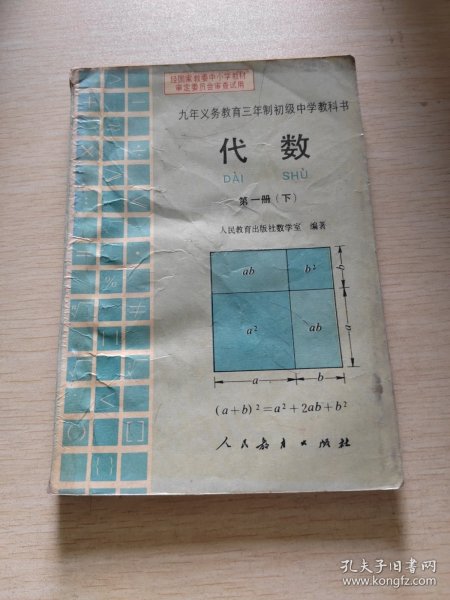 经国家教委中小学教材
审定委员会审查试用
九年义务教育三年制初级中学教科书
代数
DÀI SHÙ
第一册(下)
人民教育出版社数学室 编著
ab b²
b
a² ab
a
a b
(a+b)²=a²+2ab+b²
人民教育出版社
孔夫子旧书网
www.kongfz.com